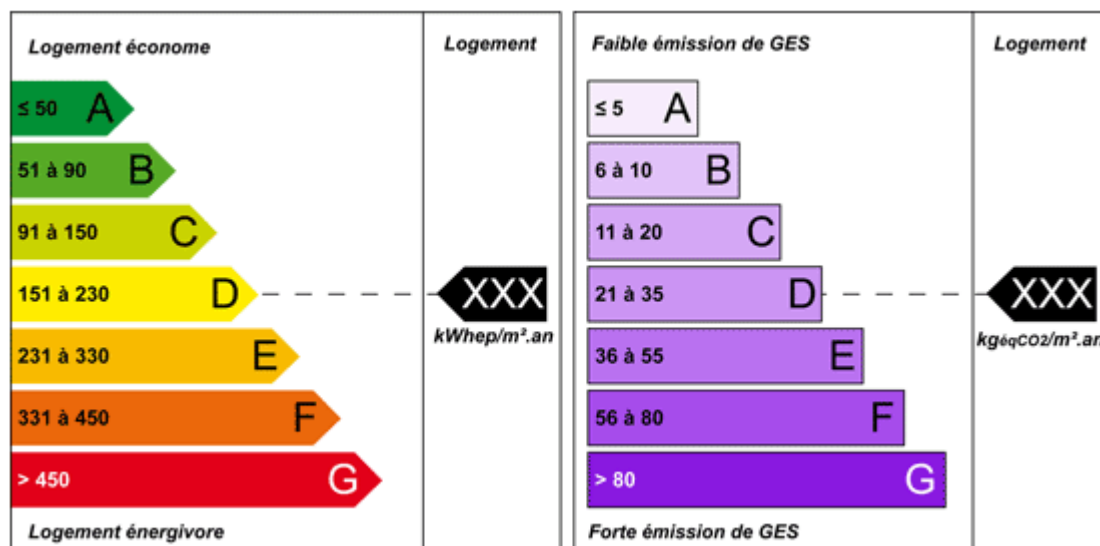 Logement économe
Logement
≤ 50 A
51 à 90 B
91 à 150 C
151 à 230 D
XXX
kWhep/m².an
231 à 330 E
331 à 450 F
> 450 G
Logement énergivore
Faible émission de GES
Logement
≤ 5 A
6 à 10 B
11 à 20 C
21 à 35 D
XXX
kgéqCO2/m².an
36 à 55 E
56 à 80 F
> 80 G
Forte émission de GES